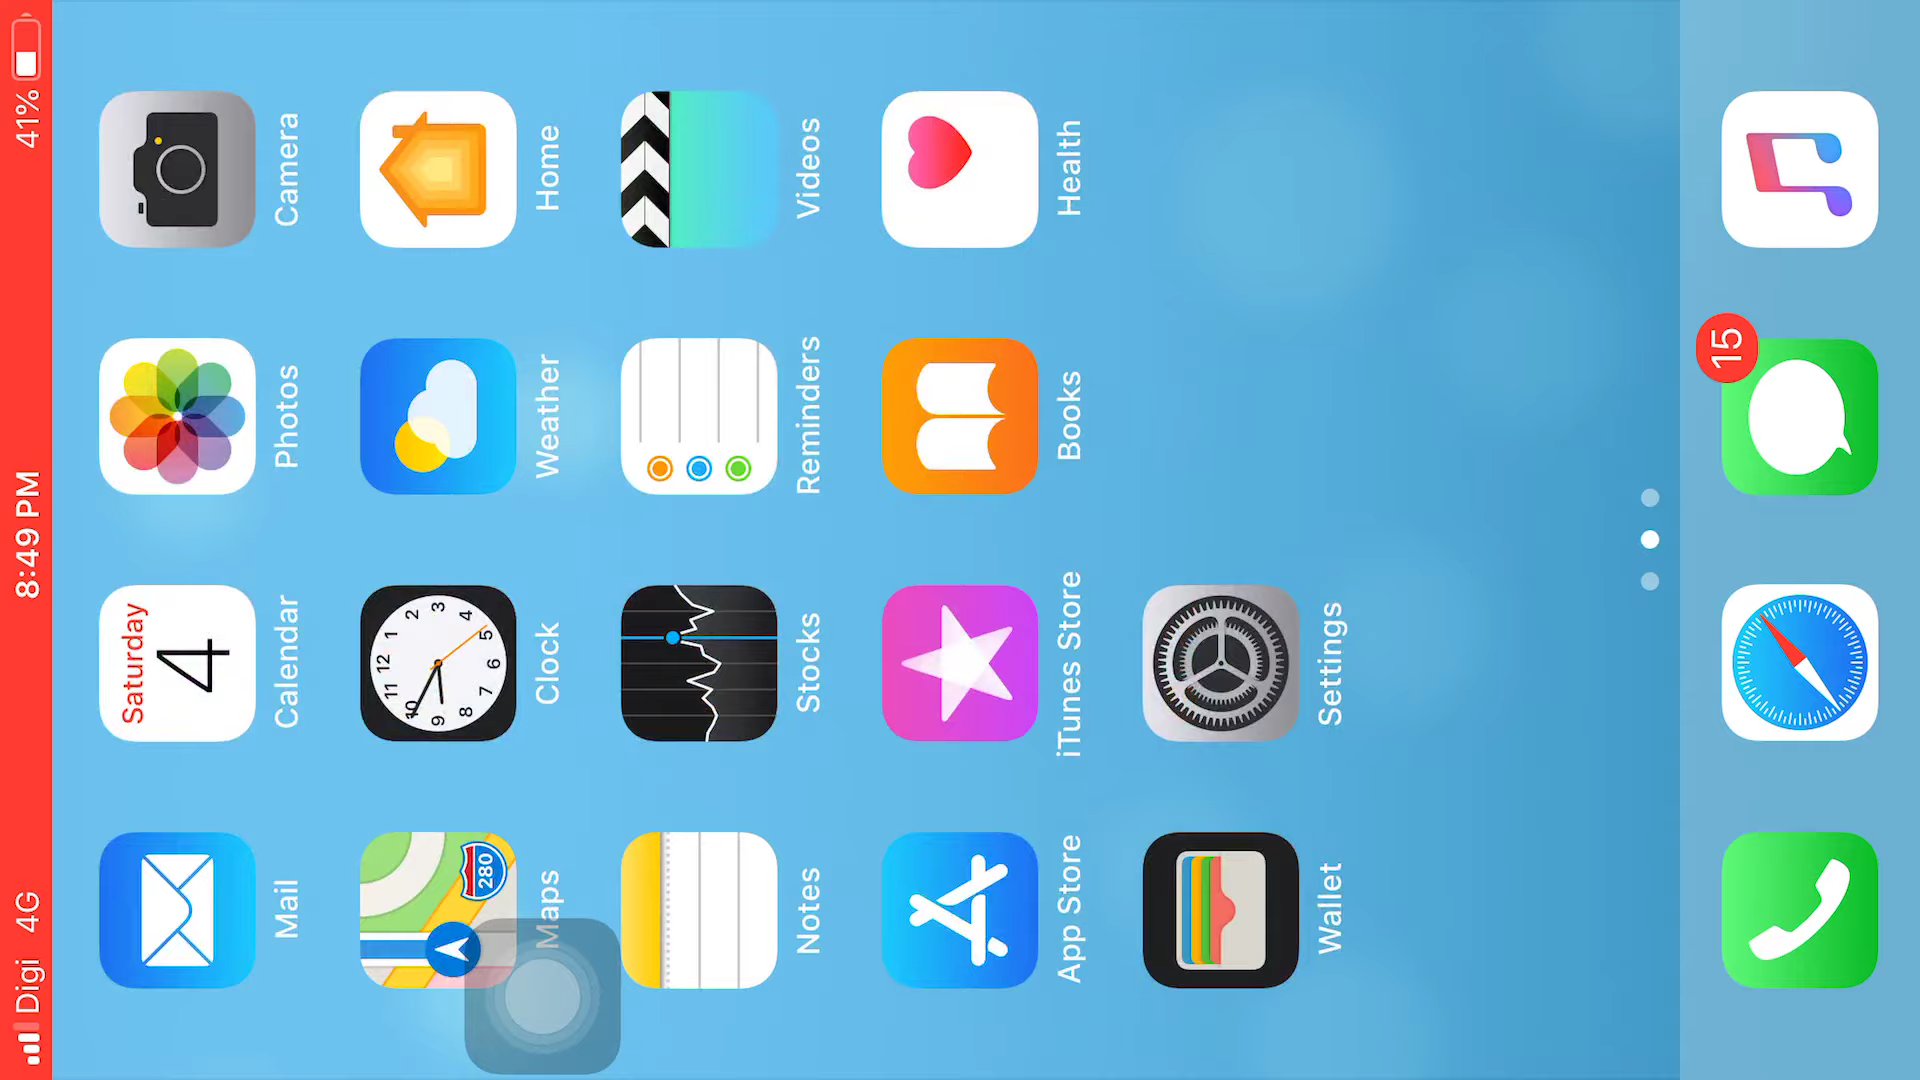 Digi 4G 8:49 PM 41%
Saturday
4
Mail Calendar Photos Camera
280
12 1 2 3 4 5 6 7 8 9 10 11
Maps Clock Weather Home
Notes Stocks Reminders Videos
App Store iTunes Store Books Health
Wallet Settings
15